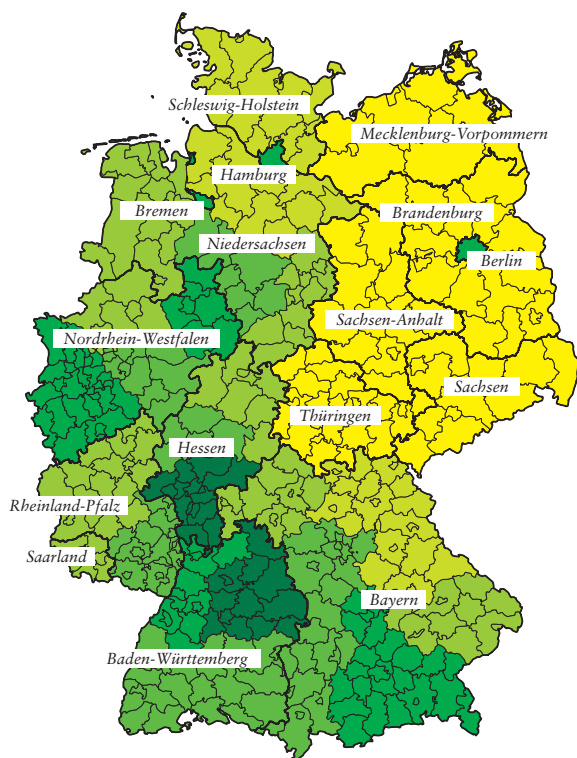 Schleswig-Holstein
Mecklenburg-Vorpommern
Hamburg
Bremen
Brandenburg
Niedersachsen
Berlin
Sachsen-Anhalt
Nordrhein-Westfalen
Sachsen
Thüringen
Hessen
Rheinland-Pfalz
Saarland
Bayern
Baden-Württemberg